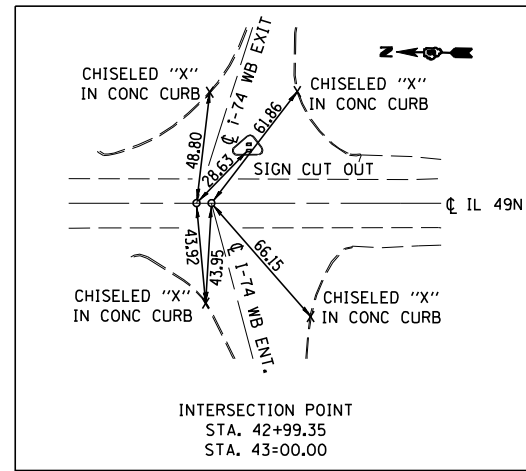 N
CHISELED "X"
IN CONC CURB
℄ i-74 WB EXIT
CHISELED "X"
IN CONC CURB
48.80
28.63
61.86
SIGN CUT OUT
℄ IL 49N
43.92
43.95
66.15
℄ I-74 WB ENT.
CHISELED "X"
IN CONC CURB
CHISELED "X"
IN CONC CURB
INTERSECTION POINT
STA. 42+99.35
STA. 43=00.00